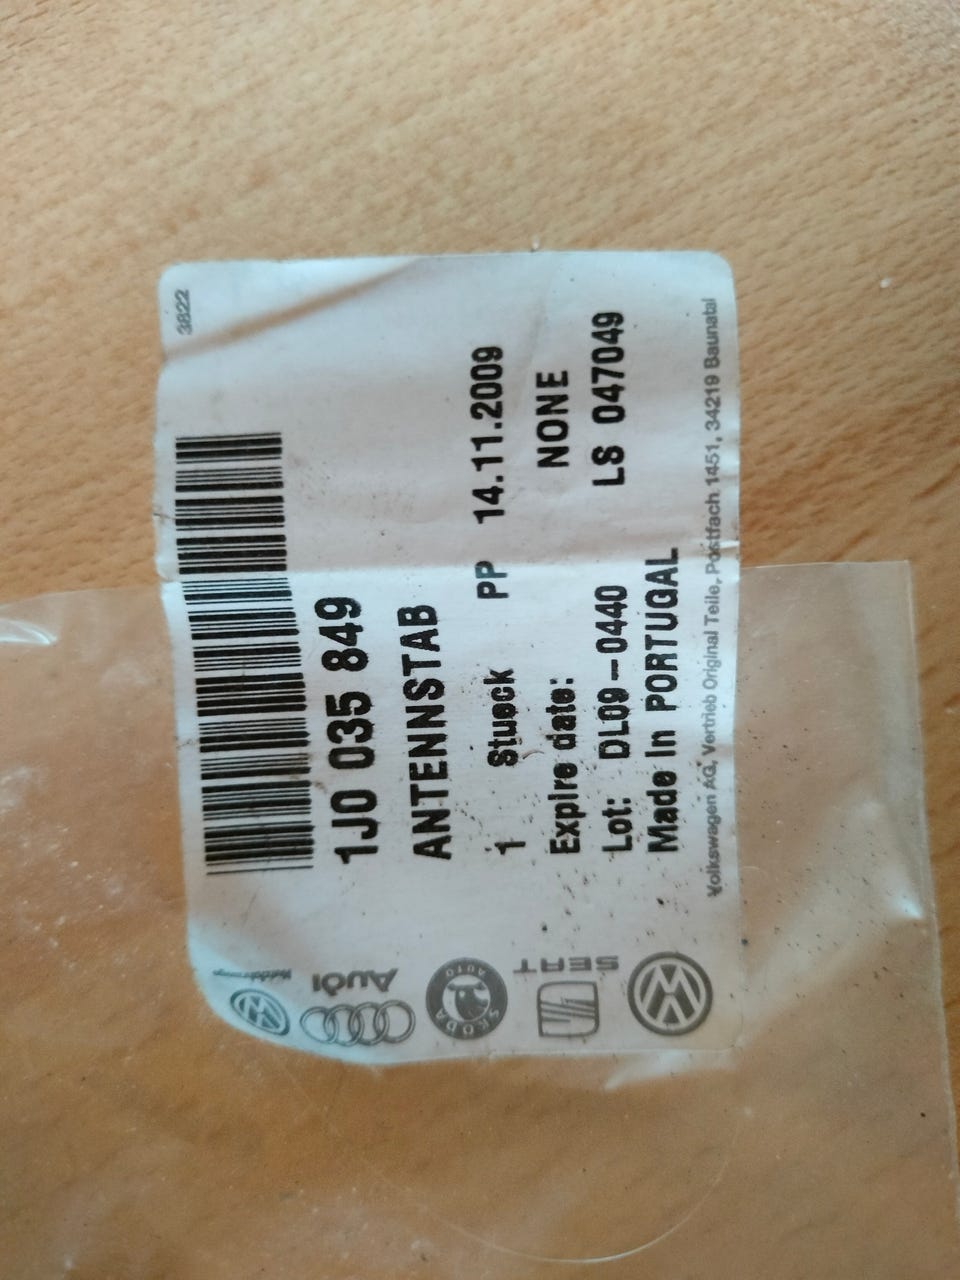 3822
1J0 035 849
ANTENNSTAB
1 Stueck PP 14.11.2009
Expire date: NONE
Lot: DL09-0440 LS 047049
Made In PORTUGAL
Volkswagen AG, Vertrieb Original Teile, Postfach 1451, 34219 Baunatal
Audi
SKODA
AUTO
SEAT